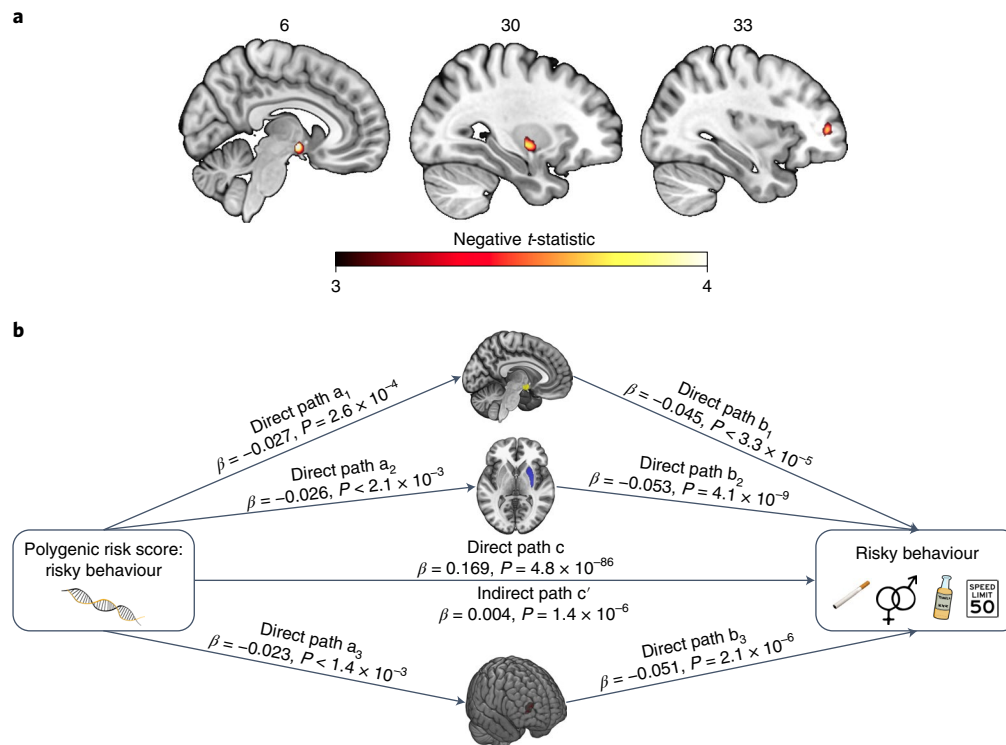 a
6
30
33
Negative t-statistic
3
4
b
Direct path a₁
β = −0.027, P = 2.6 × 10⁻⁴
Direct path b₁
β = −0.045, P < 3.3 × 10⁻⁵
Direct path a₂
β = −0.026, P < 2.1 × 10⁻³
Direct path b₂
β = −0.053, P = 4.1 × 10⁻⁹
Polygenic risk score:
risky behaviour
Direct path c
β = 0.169, P = 4.8 × 10⁻⁸⁶
Indirect path c′
β = 0.004, P = 1.4 × 10⁻⁶
Risky behaviour
SPEED
LIMIT
50
Direct path a₃
β = −0.023, P < 1.4 × 10⁻³
Direct path b₃
β = −0.051, P = 2.1 × 10⁻⁶